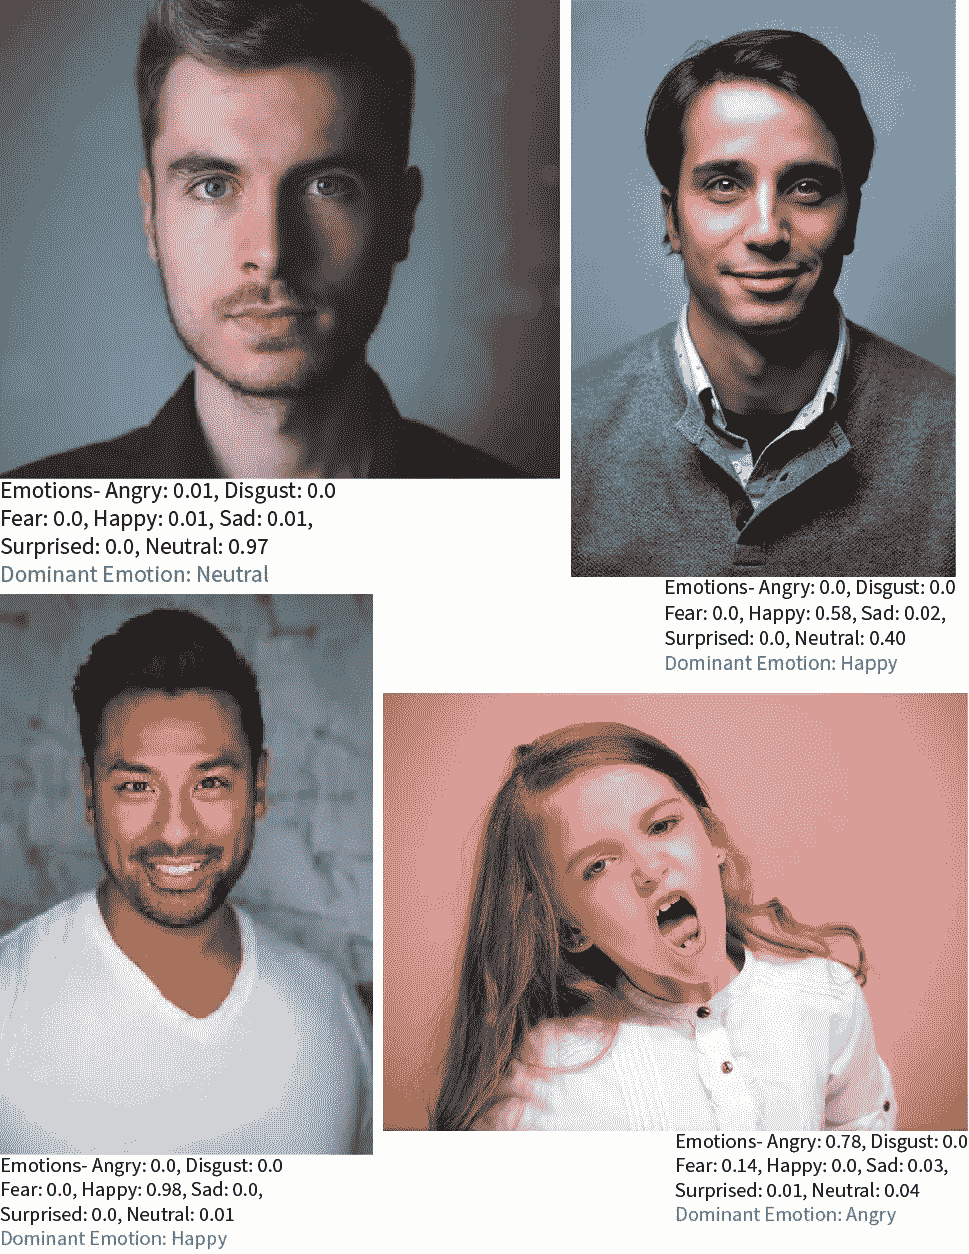 Emotions- Angry: 0.01, Disgust: 0.0
Fear: 0.0, Happy: 0.01, Sad: 0.01,
Surprised: 0.0, Neutral: 0.97
Dominant Emotion: Neutral
Emotions- Angry: 0.0, Disgust: 0.0
Fear: 0.0, Happy: 0.58, Sad: 0.02,
Surprised: 0.0, Neutral: 0.40
Dominant Emotion: Happy
Emotions- Angry: 0.0, Disgust: 0.0
Fear: 0.0, Happy: 0.98, Sad: 0.0,
Surprised: 0.0, Neutral: 0.01
Dominant Emotion: Happy
Emotions- Angry: 0.78, Disgust: 0.0
Fear: 0.14, Happy: 0.0, Sad: 0.03,
Surprised: 0.01, Neutral: 0.04
Dominant Emotion: Angry